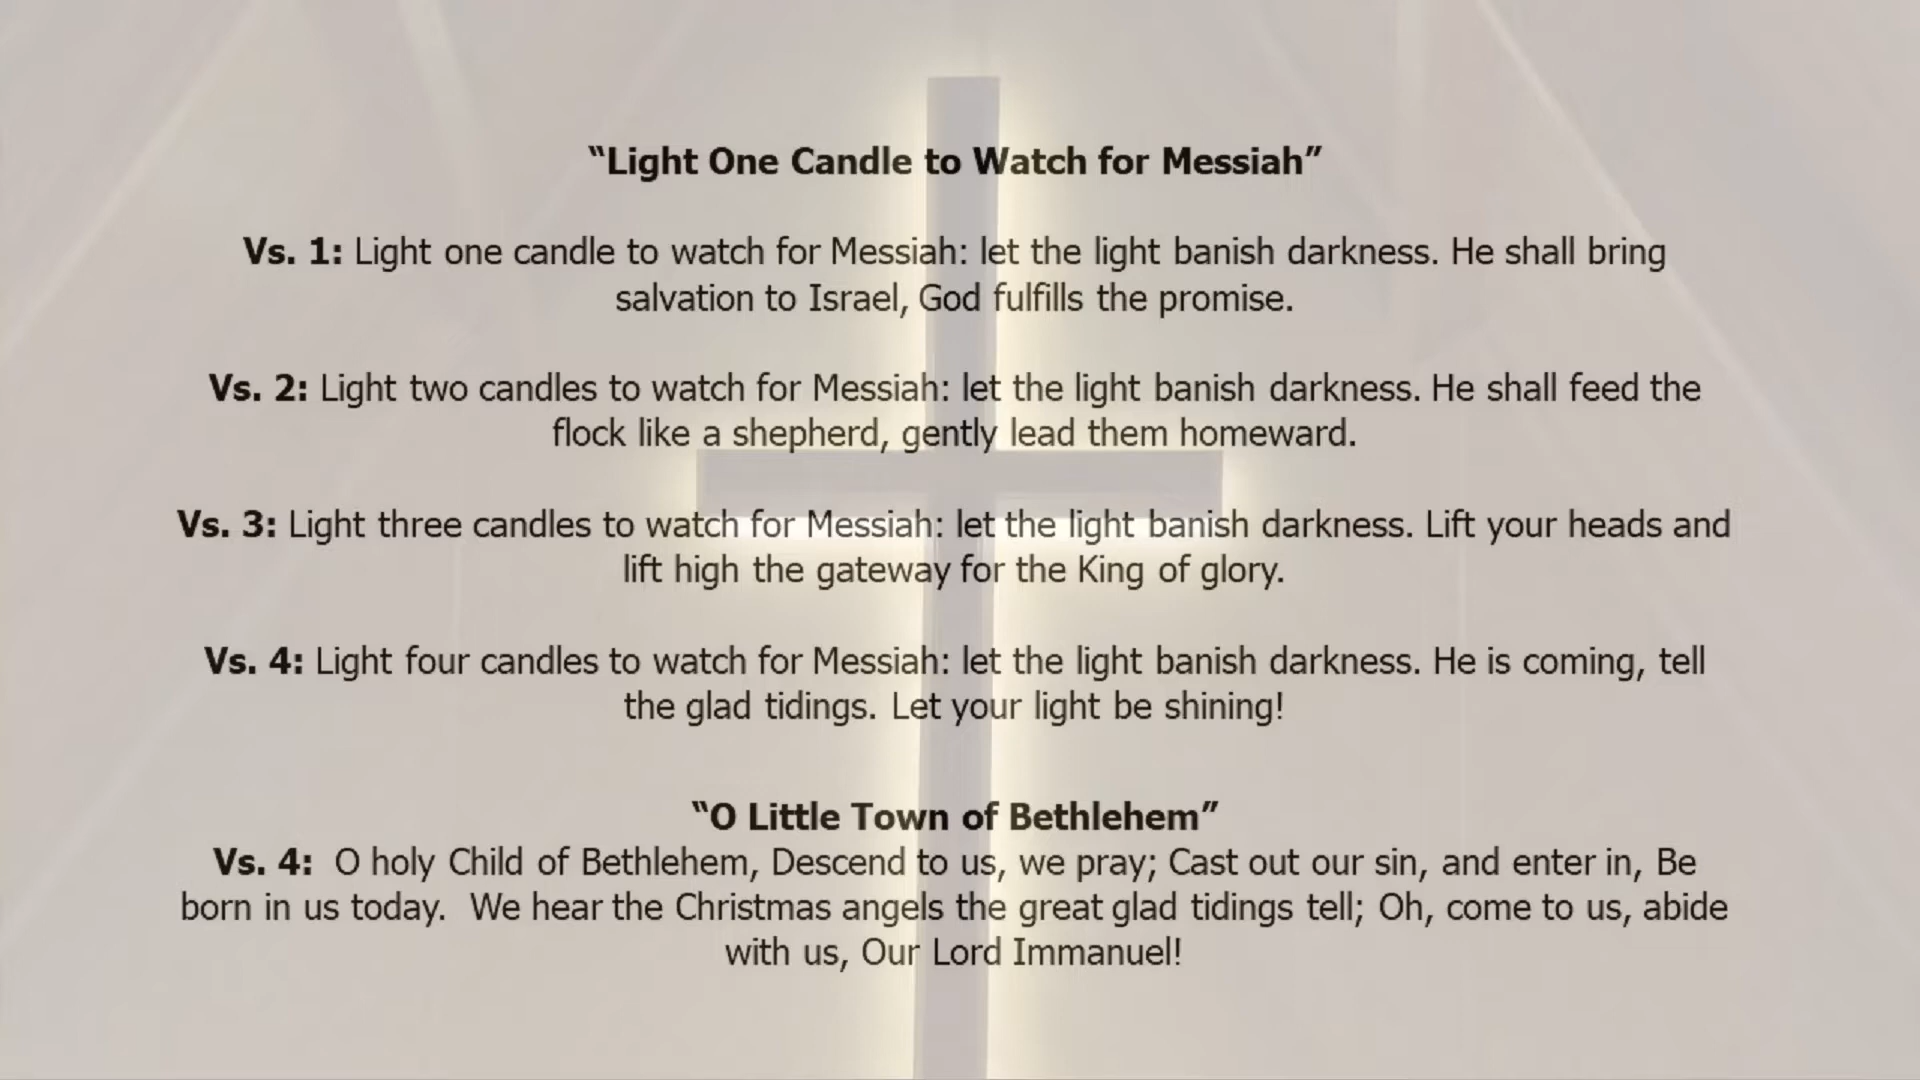 “Light One Candle to Watch for Messiah”
Vs. 1: Light one candle to watch for Messiah: let the light banish darkness. He shall bring
salvation to Israel, God fulfills the promise.
Vs. 2: Light two candles to watch for Messiah: let the light banish darkness. He shall feed the
flock like a shepherd, gently lead them homeward.
Vs. 3: Light three candles to watch for Messiah: let the light banish darkness. Lift your heads and
lift high the gateway for the King of glory.
Vs. 4: Light four candles to watch for Messiah: let the light banish darkness. He is coming, tell
the glad tidings. Let your light be shining!
“O Little Town of Bethlehem”
Vs. 4:  O holy Child of Bethlehem, Descend to us, we pray; Cast out our sin, and enter in, Be
born in us today.  We hear the Christmas angels the great glad tidings tell; Oh, come to us, abide
with us, Our Lord Immanuel!